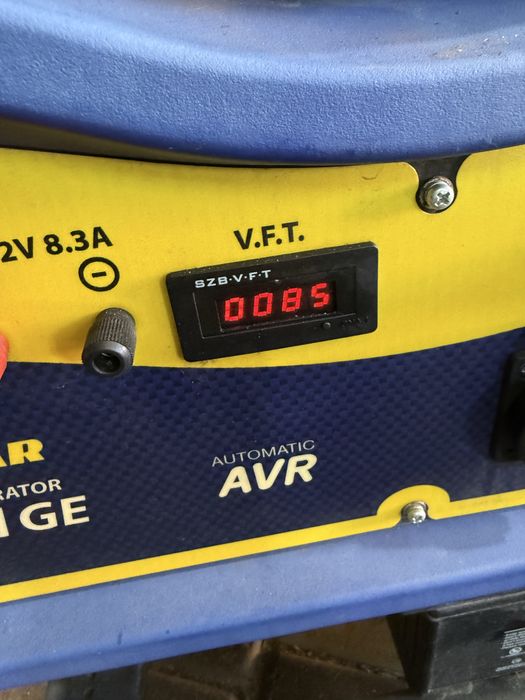 2V 8.3A
V.F.T.
SZB·V·F·T
0085
AR
RATOR
GE
AUTOMATIC
AVR